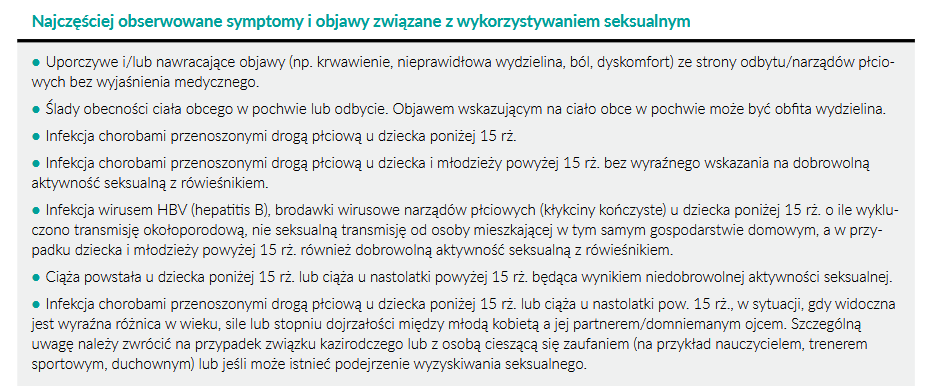 Najczęściej obserwowane symptomy i objawy związane z wykorzystywaniem seksualnym
● Uporczywe i/lub nawracające objawy (np. krwawienie, nieprawidłowa wydzielina, ból, dyskomfort) ze strony odbytu/narządów płcio-
wych bez wyjaśnienia medycznego.
● Ślady obecności ciała obcego w pochwie lub odbycie. Objawem wskazującym na ciało obce w pochwie może być obfita wydzielina.
● Infekcja chorobami przenoszonymi drogą płciową u dziecka poniżej 15 rż.
● Infekcja chorobami przenoszonymi drogą płciową u dziecka i młodzieży powyżej 15 rż. bez wyraźnego wskazania na dobrowolną
aktywność seksualną z rówieśnikiem.
● Infekcja wirusem HBV (hepatitis B), brodawki wirusowe narządów płciowych (kłykciny kończyste) u dziecka poniżej 15 rż. o ile wyklu-
czono transmisję okołoporodową, nie seksualną transmisję od osoby mieszkającej w tym samym gospodarstwie domowym, a w przy-
padku dziecka i młodzieży powyżej 15 rż. również dobrowolną aktywność seksualną z rówieśnikiem.
● Ciąża powstała u dziecka poniżej 15 rż. lub ciąża u nastolatki powyżej 15 rż. będąca wynikiem niedobrowolnej aktywności seksualnej.
● Infekcja chorobami przenoszonymi drogą płciową u dziecka poniżej 15 rż. lub ciąża u nastolatki pow. 15 rż., w sytuacji, gdy widoczna
jest wyraźna różnica w wieku, sile lub stopniu dojrzałości między młodą kobietą a jej partnerem/domniemanym ojcem. Szczególną
uwagę należy zwrócić na przypadek związku kazirodczego lub z osobą cieszącą się zaufaniem (na przykład nauczycielem, trenerem
sportowym, duchownym) lub jeśli może istnieć podejrzenie wyzyskiwania seksualnego.